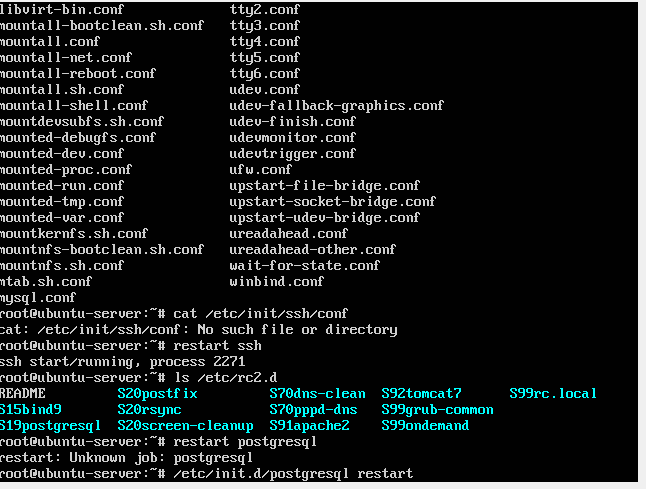 libvirt-bin.conf tty2.conf
mountall-bootclean.sh.conf tty3.conf
mountall.conf tty4.conf
mountall-net.conf tty5.conf
mountall-reboot.conf tty6.conf
mountall.sh.conf udev.conf
mountall-shell.conf udev-fallback-graphics.conf
mountdevsubfs.sh.conf udev-finish.conf
mounted-debugfs.conf udevmonitor.conf
mounted-dev.conf udevtrigger.conf
mounted-proc.conf ufw.conf
mounted-run.conf upstart-file-bridge.conf
mounted-tmp.conf upstart-socket-bridge.conf
mounted-var.conf upstart-udev-bridge.conf
mountkernfs.sh.conf ureadahead.conf
mountnfs-bootclean.sh.conf ureadahead-other.conf
mountnfs.sh.conf wait-for-state.conf
mtab.sh.conf winbind.conf
mysql.conf
root@ubuntu-server:~# cat /etc/init/ssh/conf
cat: /etc/init/ssh/conf: No such file or directory
root@ubuntu-server:~# restart ssh
ssh start/running, process 2271
root@ubuntu-server:~# ls /etc/rc2.d
README S20postfix S70dns-clean S92tomcat7 S99rc.local
S15bind9 S20rsync S70pppd-dns S99grub-common
S19postgresql S20screen-cleanup S91apache2 S99ondemand
root@ubuntu-server:~# restart postgresql
restart: Unknown job: postgresql
root@ubuntu-server:~# /etc/init.d/postgresql restart